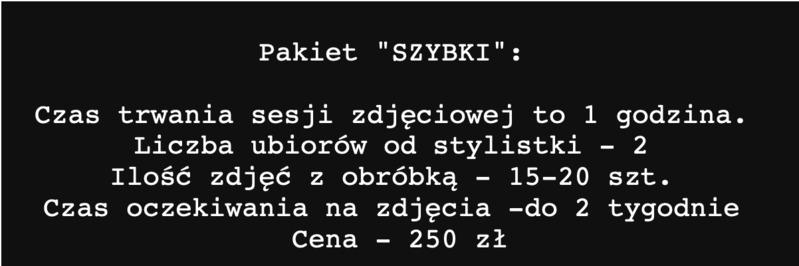 Pakiet "SZYBKI":
Czas trwania sesji zdjęciowej to 1 godzina.
Liczba ubiorów od stylistki - 2
Ilość zdjęć z obróbką - 15-20 szt.
Czas oczekiwania na zdjęcia -do 2 tygodnie
Cena - 250 zł